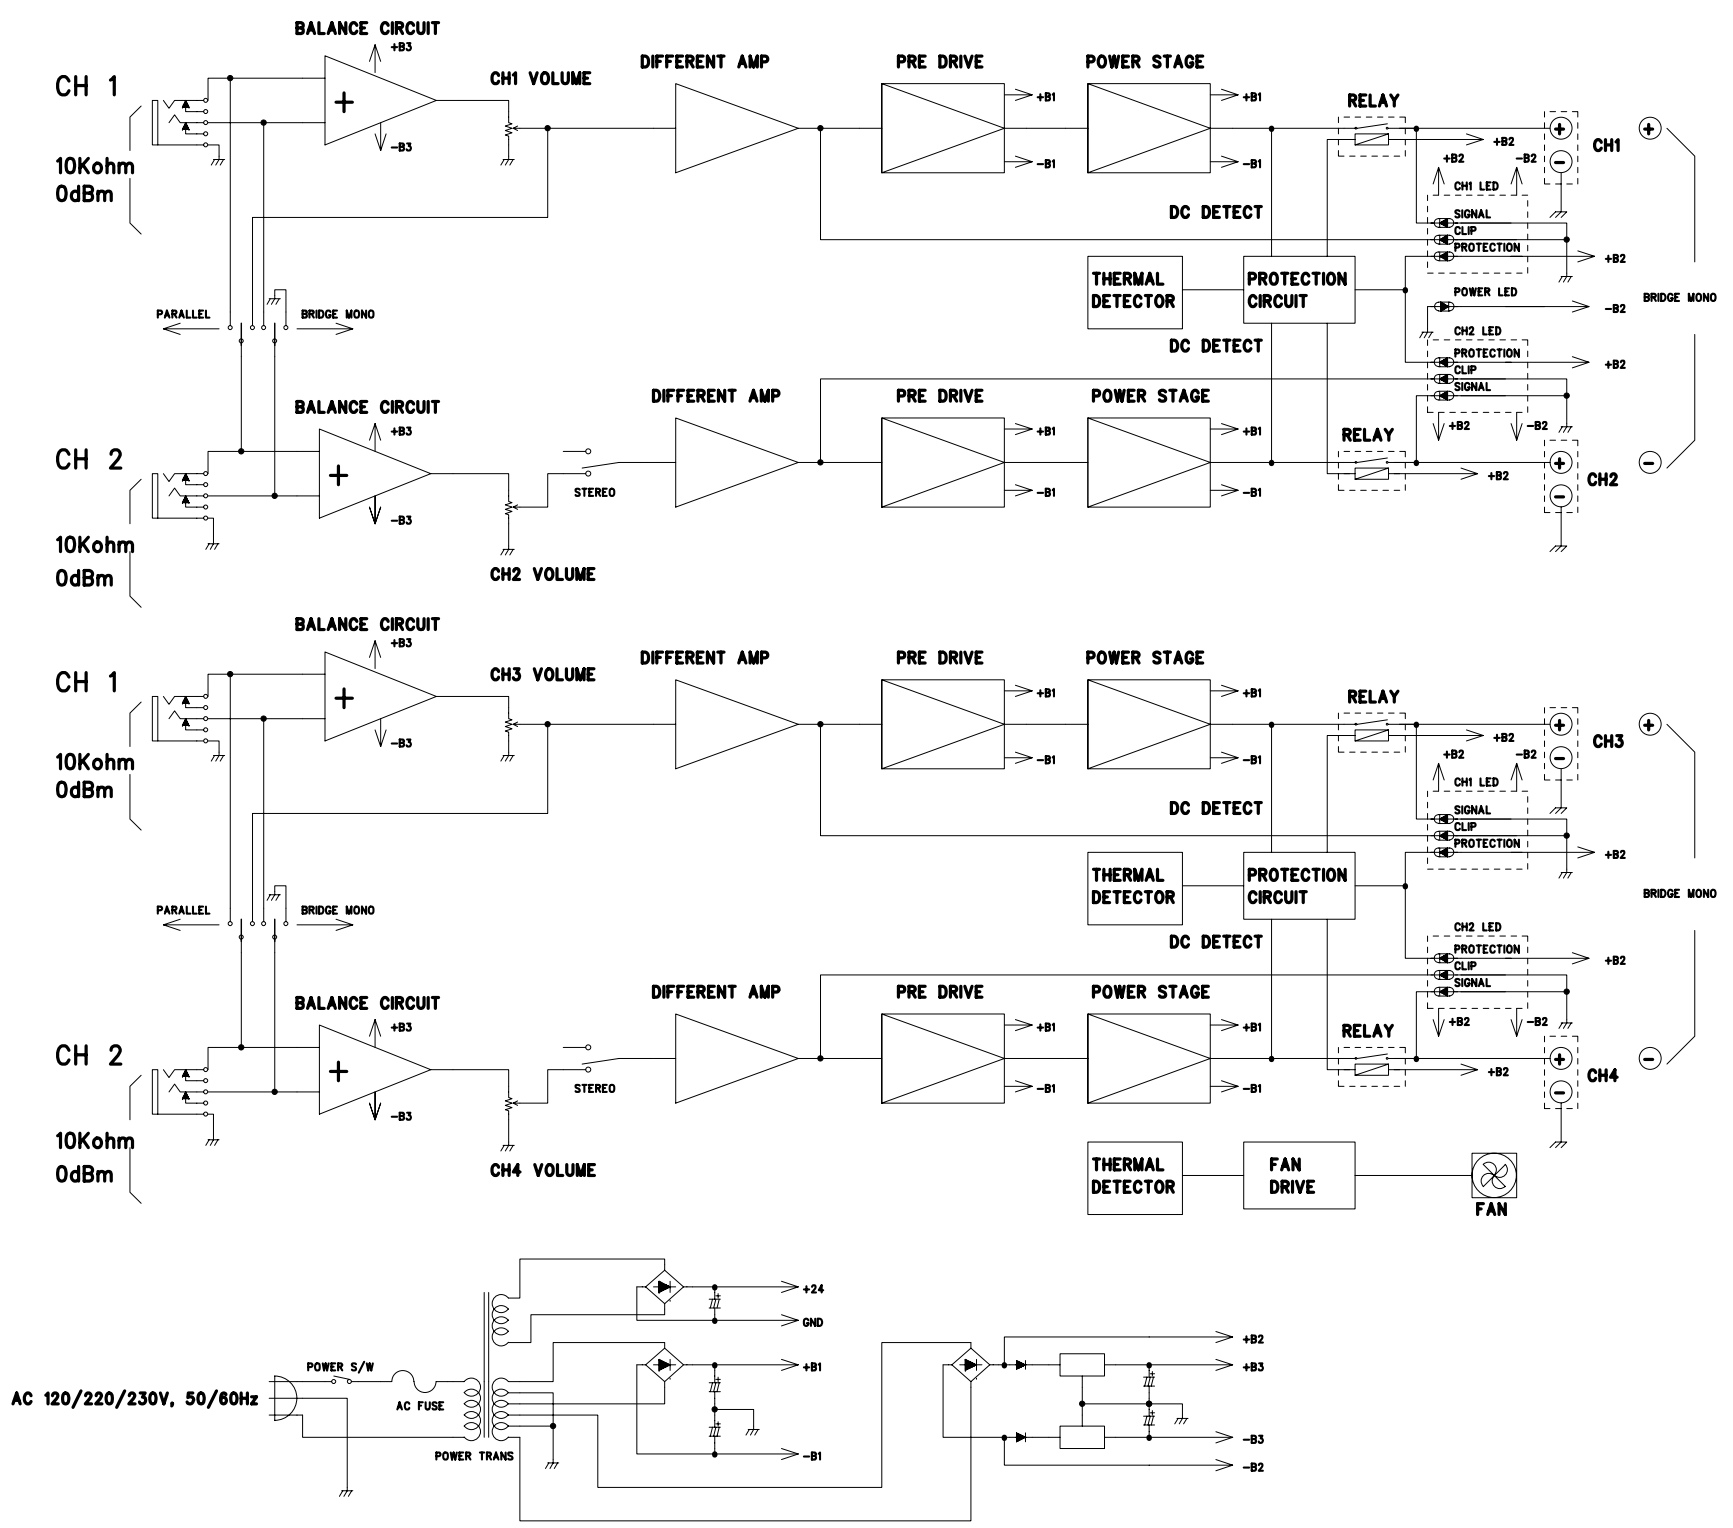 BALANCE CIRCUIT
+B3
CH 1
10Kohm
0dBm
-B3
CH1 VOLUME
DIFFERENT AMP
PRE DRIVE
+B1
-B1
POWER STAGE
+B1
-B1
RELAY
+B2
CH1
+B2
-B2
CH1 LED
SIGNAL
CLIP
PROTECTION
+B2
DC DETECT
THERMAL
DETECTOR
PROTECTION
CIRCUIT
POWER LED
-B2
BRIDGE MONO
PARALLEL
BRIDGE MONO
DC DETECT
CH2 LED
PROTECTION
+B2
CLIP
SIGNAL
+B2
-B2
BALANCE CIRCUIT
+B3
CH 2
10Kohm
0dBm
-B3
CH2 VOLUME
STEREO
DIFFERENT AMP
PRE DRIVE
+B1
-B1
POWER STAGE
+B1
-B1
RELAY
+B2
CH2
BALANCE CIRCUIT
+B3
CH 1
10Kohm
0dBm
-B3
CH3 VOLUME
DIFFERENT AMP
PRE DRIVE
+B1
-B1
POWER STAGE
+B1
-B1
RELAY
+B2
CH3
+B2
-B2
CH1 LED
SIGNAL
CLIP
PROTECTION
+B2
DC DETECT
THERMAL
DETECTOR
PROTECTION
CIRCUIT
BRIDGE MONO
PARALLEL
BRIDGE MONO
DC DETECT
CH2 LED
PROTECTION
+B2
CLIP
SIGNAL
+B2
-B2
BALANCE CIRCUIT
+B3
CH 2
10Kohm
0dBm
-B3
CH4 VOLUME
STEREO
DIFFERENT AMP
PRE DRIVE
+B1
-B1
POWER STAGE
+B1
-B1
RELAY
+B2
CH4
THERMAL
DETECTOR
FAN
DRIVE
FAN
+24
GND
+B1
-B1
POWER S/W
AC 120/220/230V, 50/60Hz
AC FUSE
POWER TRANS
+B2
+B3
-B3
-B2